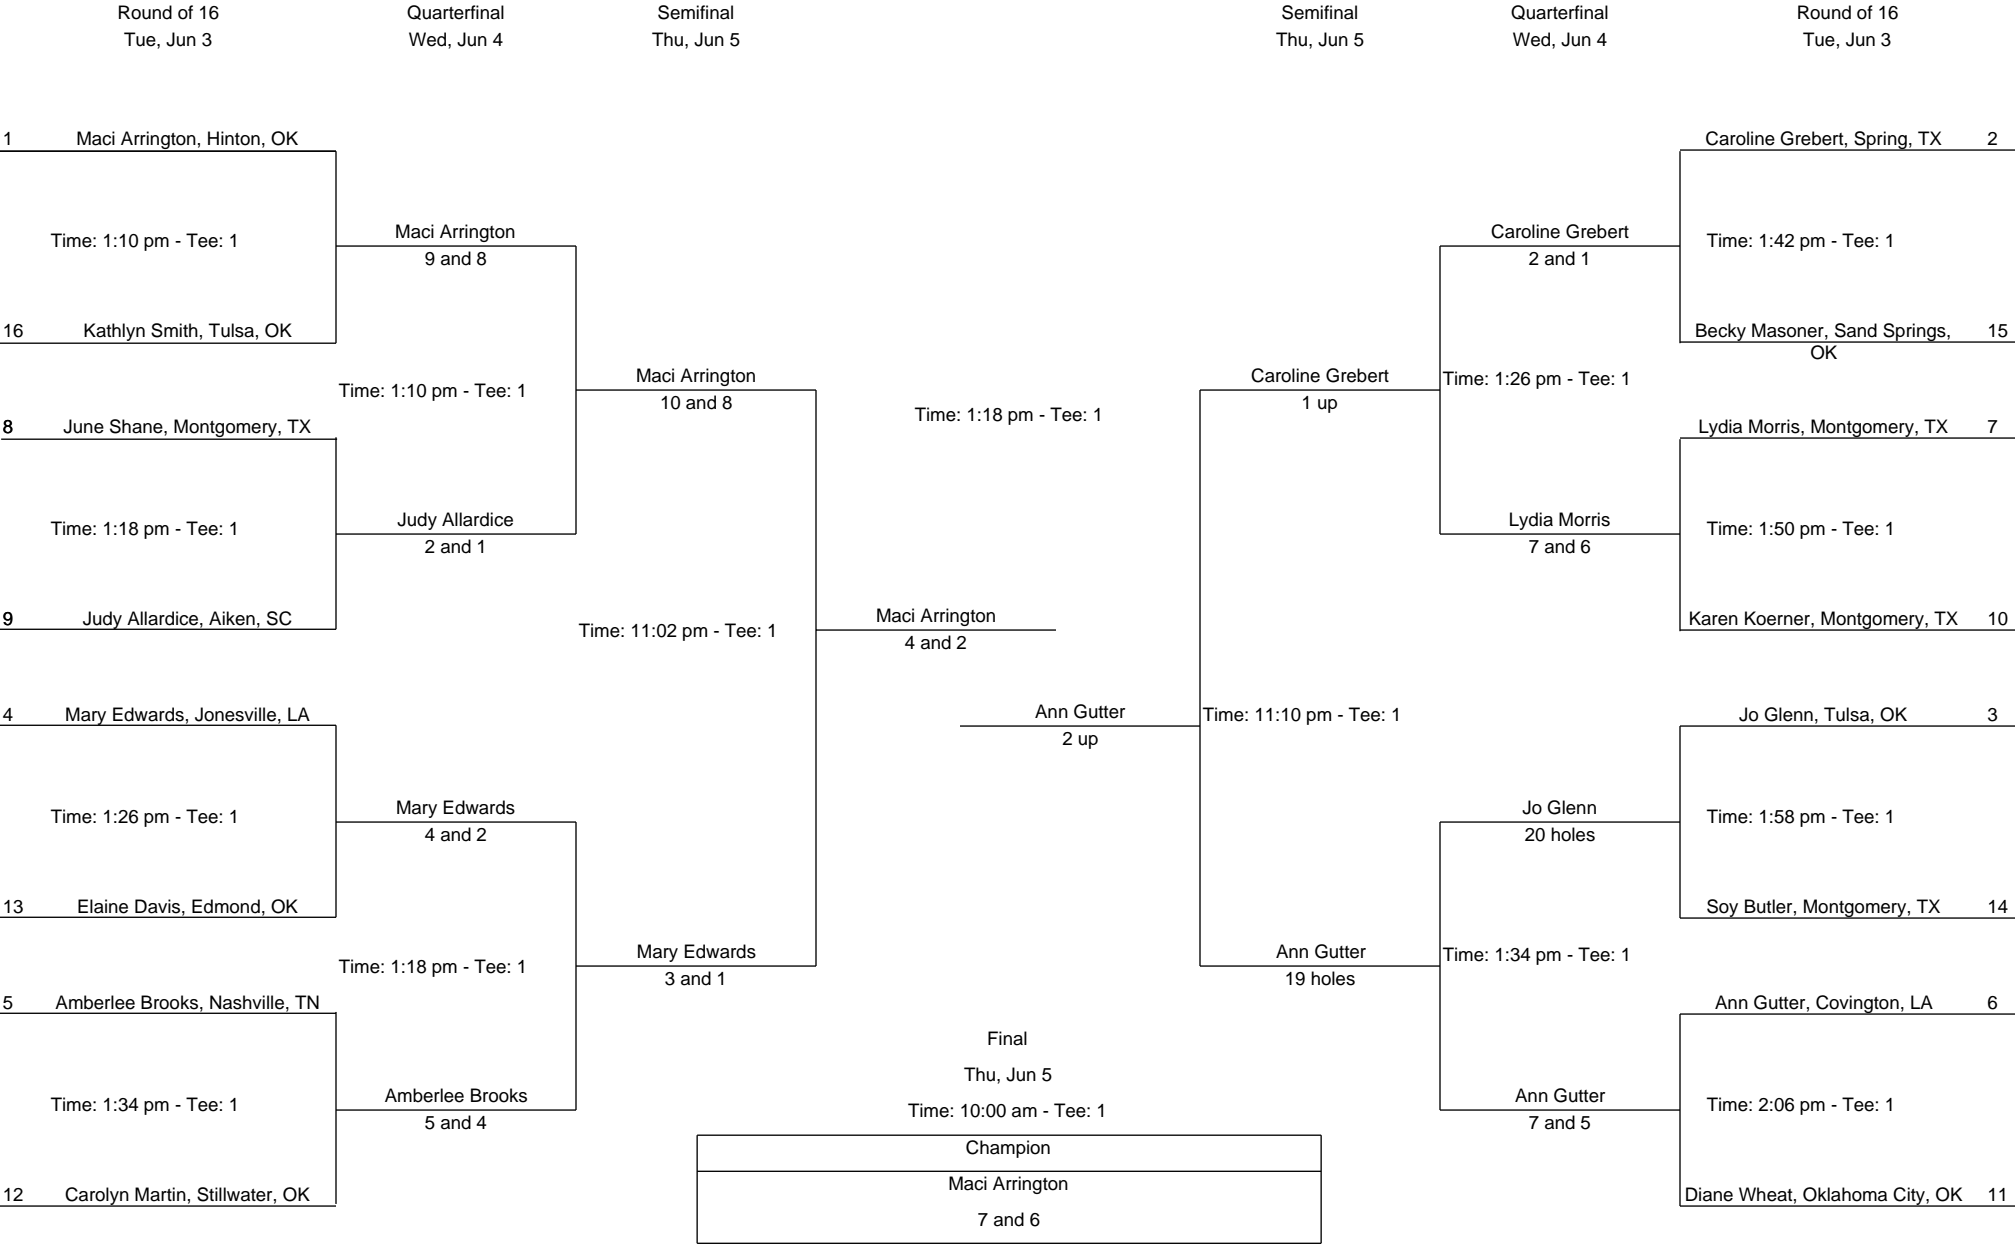 Round of 16
Tue, Jun 3
Quarterfinal
Wed, Jun 4
Semifinal
Thu, Jun 5
Semifinal
Thu, Jun 5
Quarterfinal
Wed, Jun 4
Round of 16
Tue, Jun 3
1 Maci Arrington, Hinton, OK
Time: 1:10 pm - Tee: 1
16 Kathlyn Smith, Tulsa, OK
8 June Shane, Montgomery, TX
Time: 1:18 pm - Tee: 1
9 Judy Allardice, Aiken, SC
4 Mary Edwards, Jonesville, LA
Time: 1:26 pm - Tee: 1
13 Elaine Davis, Edmond, OK
5 Amberlee Brooks, Nashville, TN
Time: 1:34 pm - Tee: 1
12 Carolyn Martin, Stillwater, OK
Maci Arrington
9 and 8
Time: 1:10 pm - Tee: 1
Judy Allardice
2 and 1
Mary Edwards
4 and 2
Time: 1:18 pm - Tee: 1
Amberlee Brooks
5 and 4
Maci Arrington
10 and 8
Time: 11:02 pm - Tee: 1
Mary Edwards
3 and 1
Time: 1:18 pm - Tee: 1
Maci Arrington
4 and 2
Ann Gutter
2 up
Final
Thu, Jun 5
Time: 10:00 am - Tee: 1
Champion
Maci Arrington
7 and 6
Caroline Grebert
1 up
Time: 11:10 pm - Tee: 1
Ann Gutter
19 holes
Caroline Grebert
2 and 1
Time: 1:26 pm - Tee: 1
Lydia Morris
7 and 6
Jo Glenn
20 holes
Time: 1:34 pm - Tee: 1
Ann Gutter
7 and 5
Caroline Grebert, Spring, TX 2
Time: 1:42 pm - Tee: 1
Becky Masoner, Sand Springs, 15
OK
Lydia Morris, Montgomery, TX 7
Time: 1:50 pm - Tee: 1
Karen Koerner, Montgomery, TX 10
Jo Glenn, Tulsa, OK 3
Time: 1:58 pm - Tee: 1
Soy Butler, Montgomery, TX 14
Ann Gutter, Covington, LA 6
Time: 2:06 pm - Tee: 1
Diane Wheat, Oklahoma City, OK 11